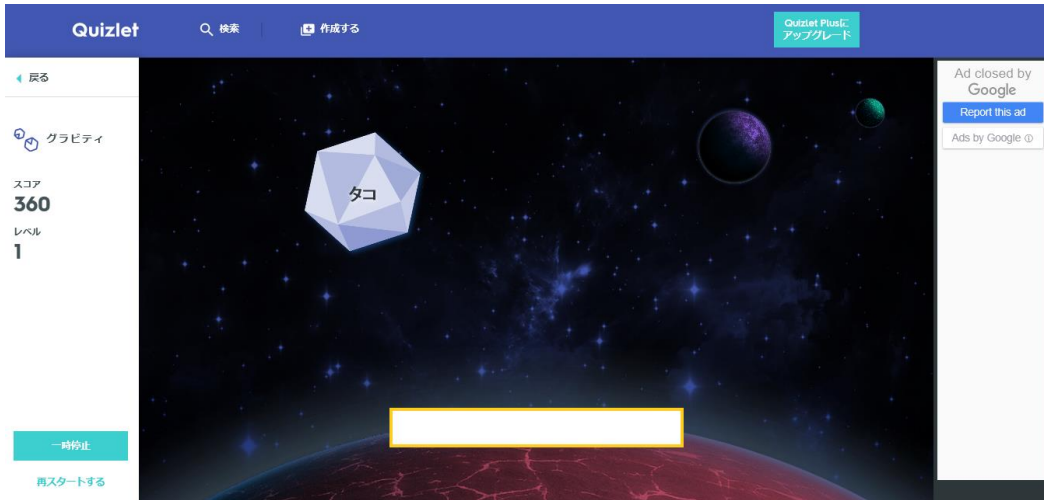 Quizlet
検索
作成する
Quizlet Plusに
アップグレード
戻る
グラビティ
スコア
360
レベル
1
一時停止
再スタートする
タコ
Ad closed by
Google
Report this ad
Ads by Google